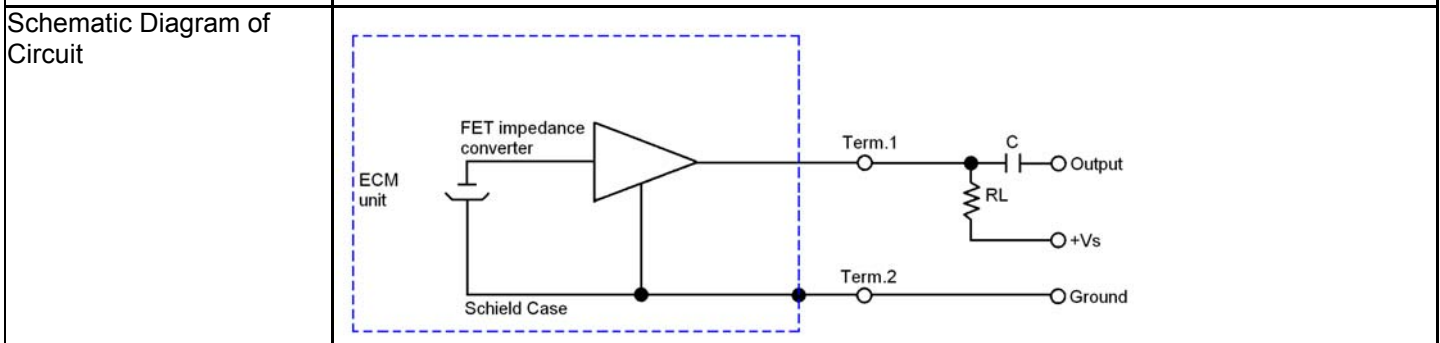 Schematic Diagram of
Circuit
FET impedance
converter
ECM
unit
Schield Case
Term.1
C
Output
RL
+Vs
Term.2
Ground